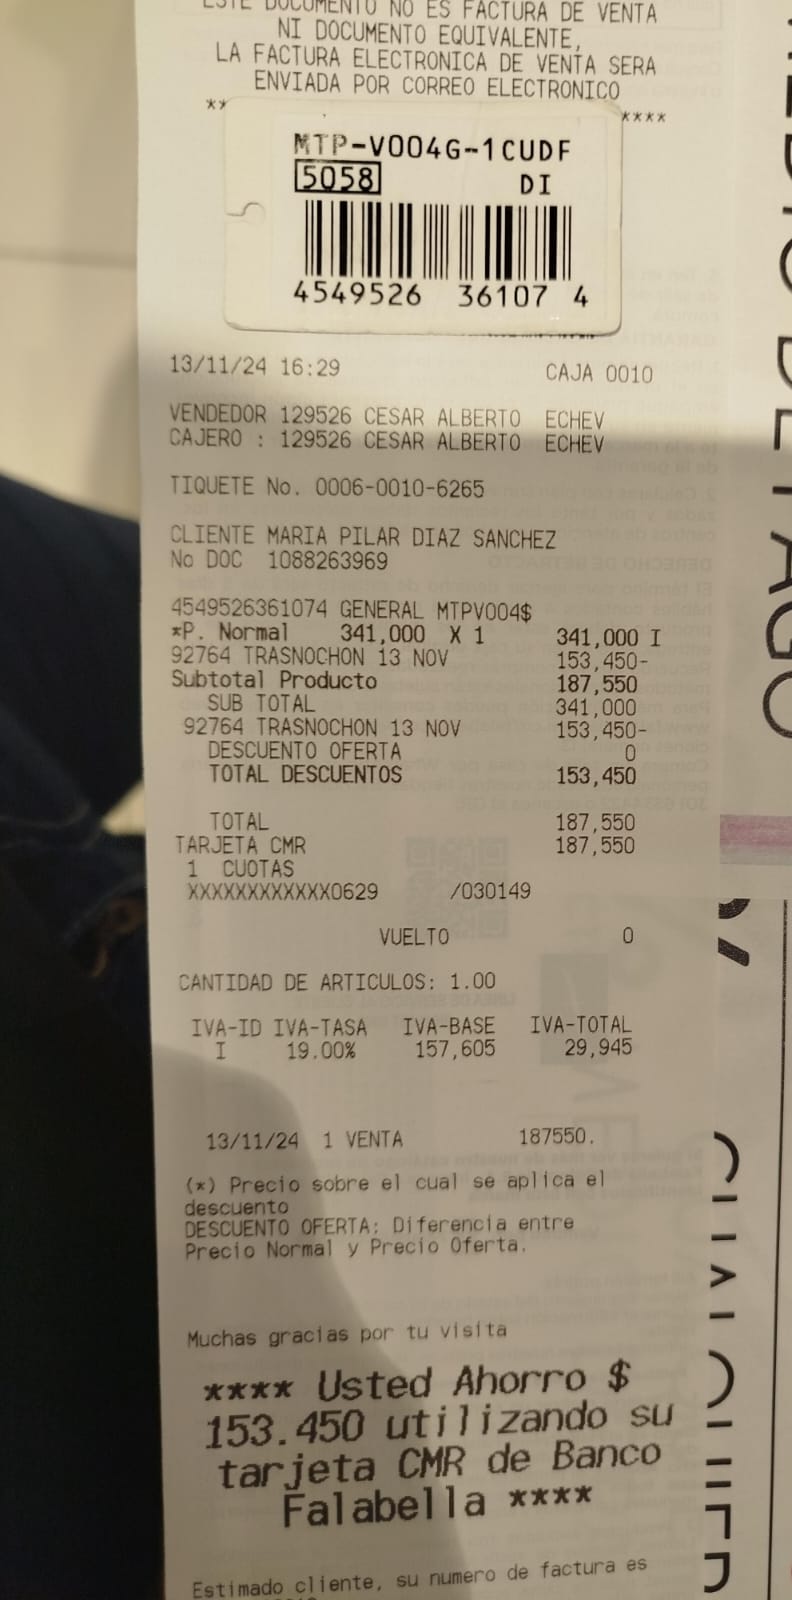 ESTE DOCUMENTO NO ES FACTURA DE VENTA
NI DOCUMENTO EQUIVALENTE,
LA FACTURA ELECTRONICA DE VENTA SERA
ENVIADA POR CORREO ELECTRONICO
** ****
MTP-V004G-1CUDF
5058 DI
4549526 36107 4
13/11/24 16:29 CAJA 0010
VENDEDOR 129526 CESAR ALBERTO ECHEV
CAJERO : 129526 CESAR ALBERTO ECHEV
TIQUETE No. 0006-0010-6265
CLIENTE MARIA PILAR DIAZ SANCHEZ
No DOC 1088263969
4549526361074 GENERAL MTPV004$
*P. Normal 341,000 X 1 341,000 I
92764 TRASNOCHON 13 NOV 153,450-
Subtotal Producto 187,550
SUB TOTAL 341,000
92764 TRASNOCHON 13 NOV 153,450-
DESCUENTO OFERTA 0
TOTAL DESCUENTOS 153,450
TOTAL 187,550
TARJETA CMR 187,550
1 CUOTAS
XXXXXXXXXXXX0629 /030149
VUELTO 0
CANTIDAD DE ARTICULOS: 1.00
IVA-ID IVA-TASA IVA-BASE IVA-TOTAL
I 19.00% 157,605 29,945
13/11/24 1 VENTA 187550.
(*) Precio sobre el cual se aplica el
descuento
DESCUENTO OFERTA: Diferencia entre
Precio Normal y Precio Oferta.
Muchas gracias por tu visita
**** Usted Ahorro $
153.450 utilizando su
tarjeta CMR de Banco
Falabella ****
Estimado cliente, su numero de factura es